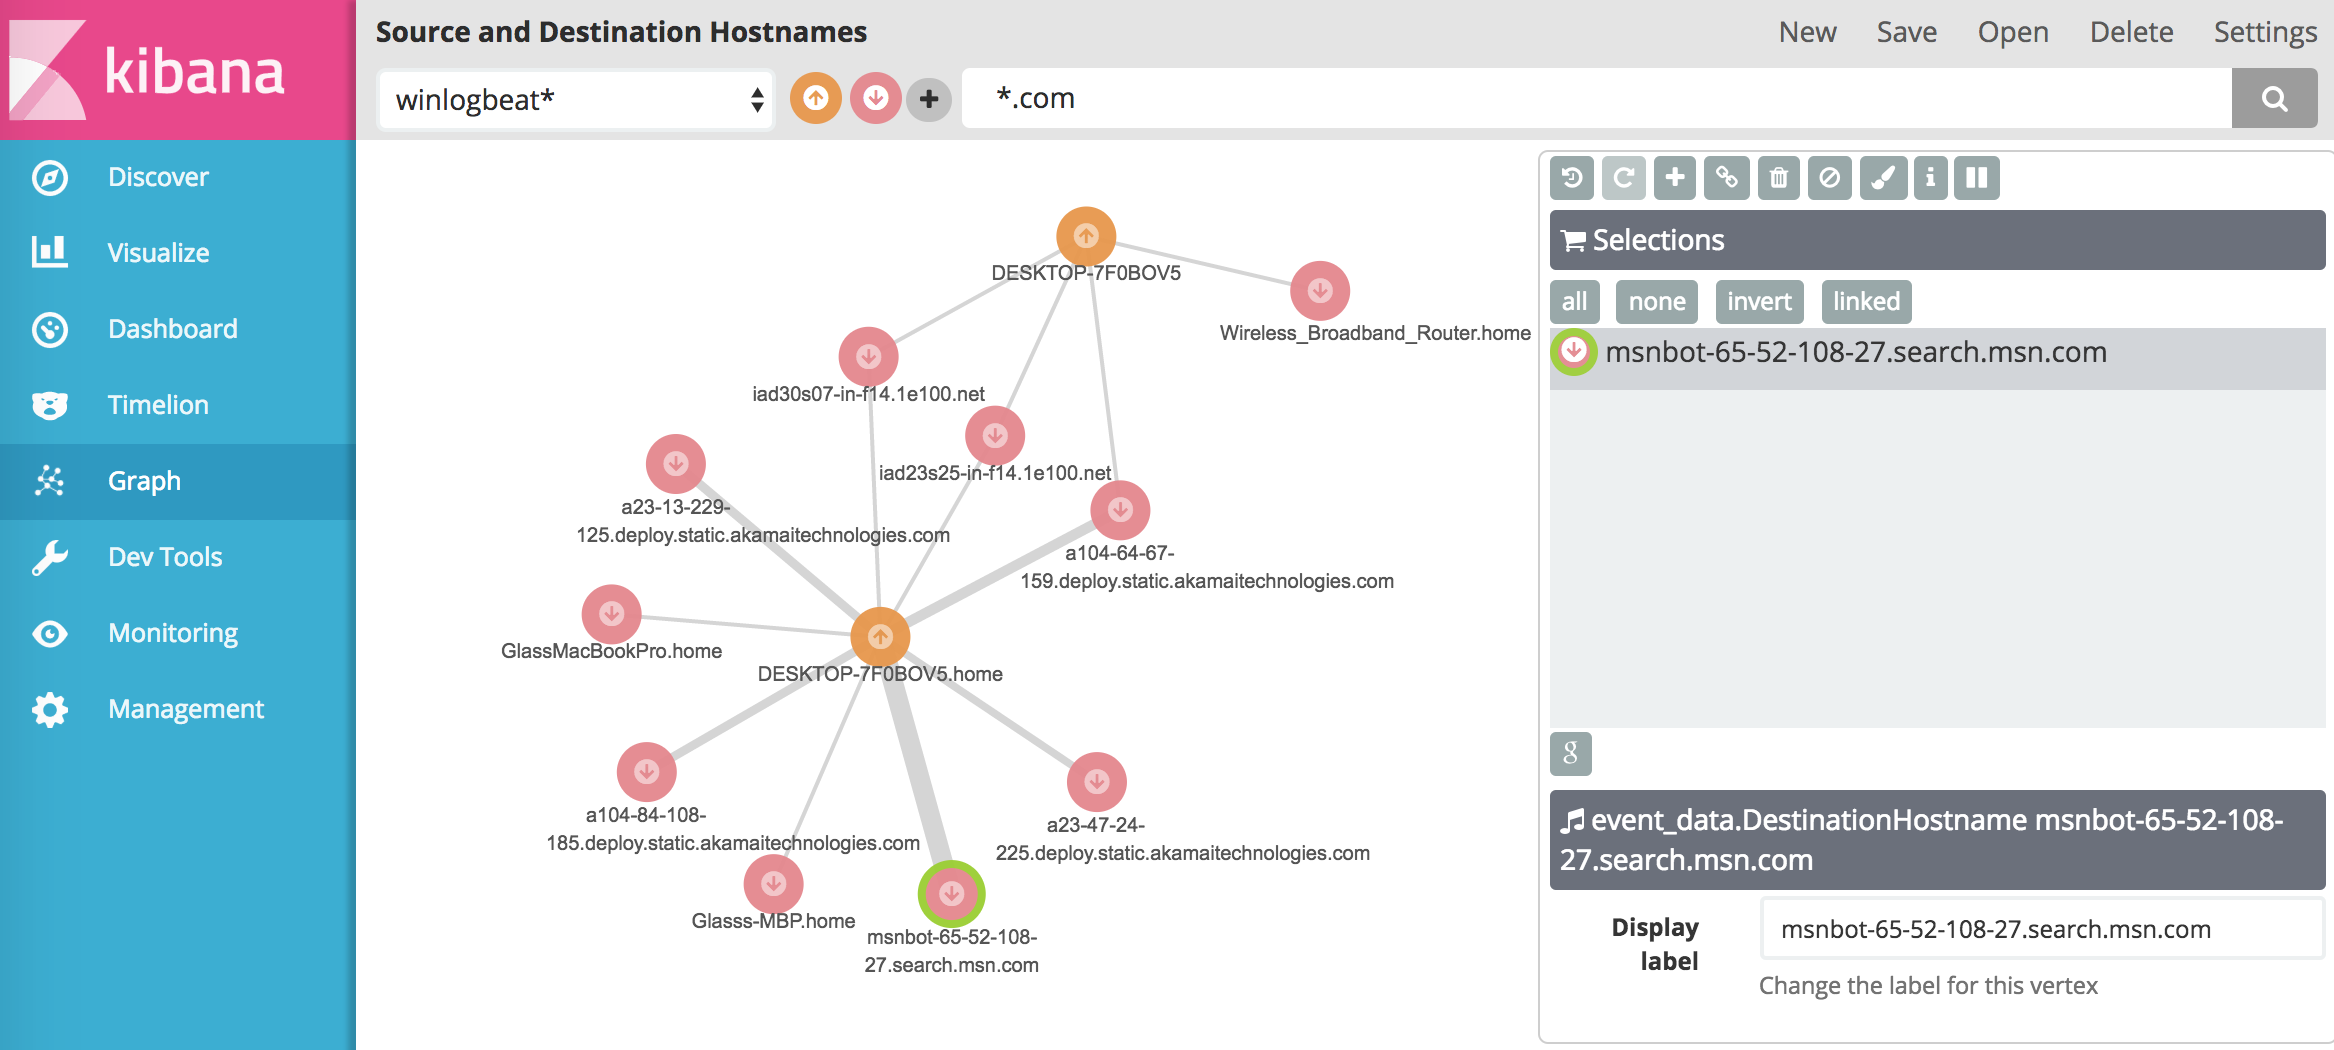 kibana
Source and Destination Hostnames
New
Save
Open
Delete
Settings
winlogbeat*
*.com
Discover
Visualize
Dashboard
Timelion
Graph
Dev Tools
Monitoring
Management
DESKTOP-7F0BOV5
Wireless_Broadband_Router.home
iad30s07-in-f14.1e100.net
iad23s25-in-f14.1e100.net
a23-13-229-
125.deploy.static.akamaitechnologies.com
a104-64-67-
159.deploy.static.akamaitechnologies.com
GlassMacBookPro.home
DESKTOP-7F0BOV5.home
a104-84-108-
185.deploy.static.akamaitechnologies.com
a23-47-24-
225.deploy.static.akamaitechnologies.com
Glasss-MBP.home
msnbot-65-52-108-
27.search.msn.com
Selections
all
none
invert
linked
msnbot-65-52-108-27.search.msn.com
g
event_data.DestinationHostname msnbot-65-52-108-
27.search.msn.com
Display
label
msnbot-65-52-108-27.search.msn.com
Change the label for this vertex